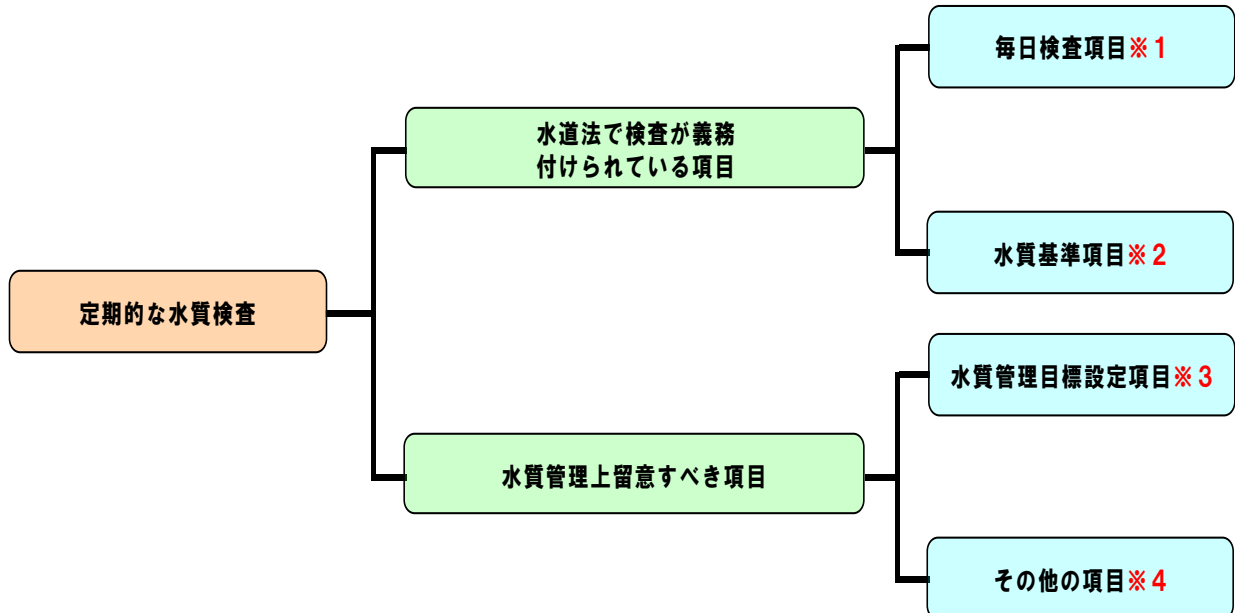 毎日検査項目※1
水道法で検査が義務
付けられている項目
水質基準項目※2
定期的な水質検査
水質管理目標設定項目※3
水質管理上留意すべき項目
その他の項目※4